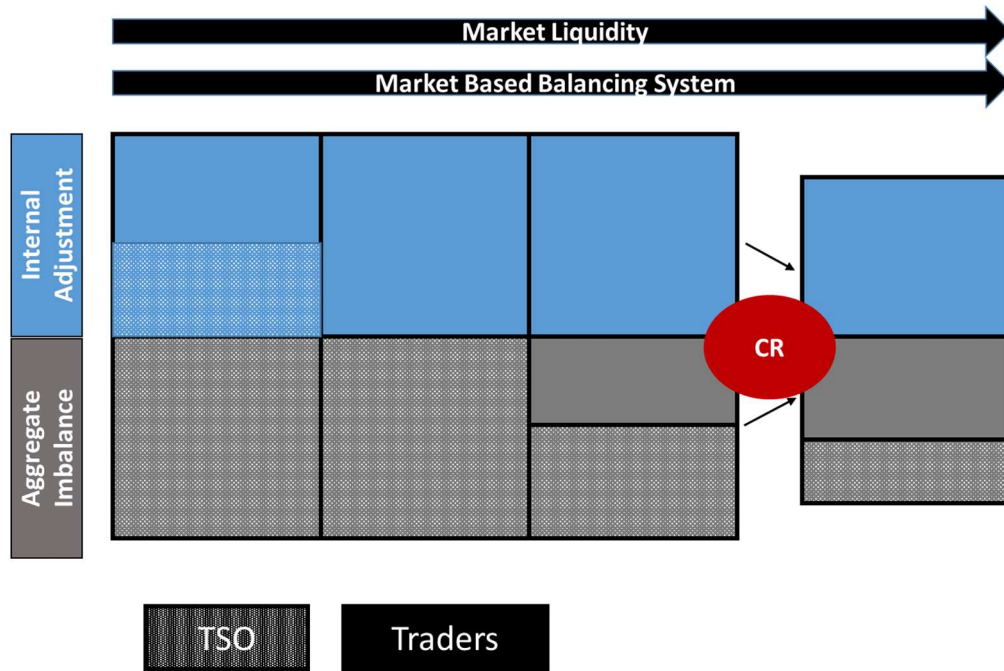 Market Liquidity
Market Based Balancing System
Internal
Adjustment
CR
Aggregate
Imbalance
TSO
Traders